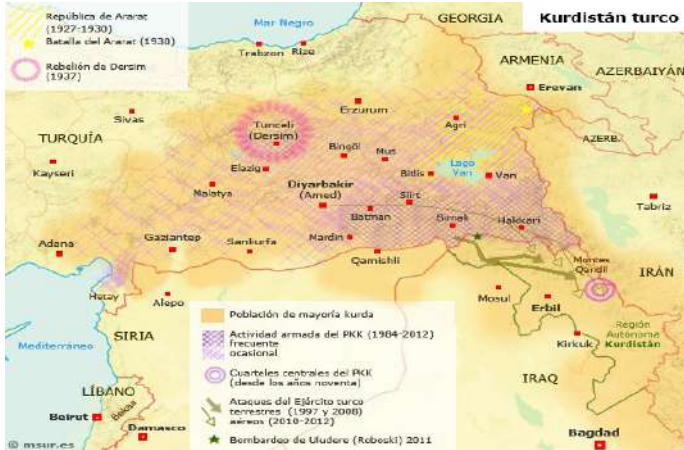 Kurdistán turco
República de Ararat
(1927-1930)
Batalla del Ararat (1930)
Rebelión de Dersim
(1937)
Mar Negro
GEORGIA
Trabzon
Rize
ARMENIA
AZERBAIYÁN
Erevan
Sivas
Erzurum
Agri
Tunceli
(Dersim)
AZERB.
TURQUÍA
Kayseri
Bingöl
Mus
Elazig
Bitlis
Lago
Van
Van
Malatya
Diyarbakir
(Amed)
Siirt
Tabriz
Batman
Sirnak
Hakkari
Adana
Gaziantep
Sanliurfa
Mardin
Qamishli
Montes
Qandil
IRÁN
Hatay
Alepo
Mosul
Erbil
SIRIA
Kirkuk
Región
Autónoma
Kurdistán
Mediterráneo
Población de mayoría kurda
Actividad armada del PKK (1984-2012)
frecuente
ocasional
Cuarteles centrales del PKK
(desde los años noventa)
Ataques del Ejército turco
terrestres (1997 y 2008)
aéreos (2010-2012)
Bombardeo de Uludere (Roboski) 2011
IRAQ
LÍBANO
Bekaa
Beirut
Damasco
Bagdad
© msur.es